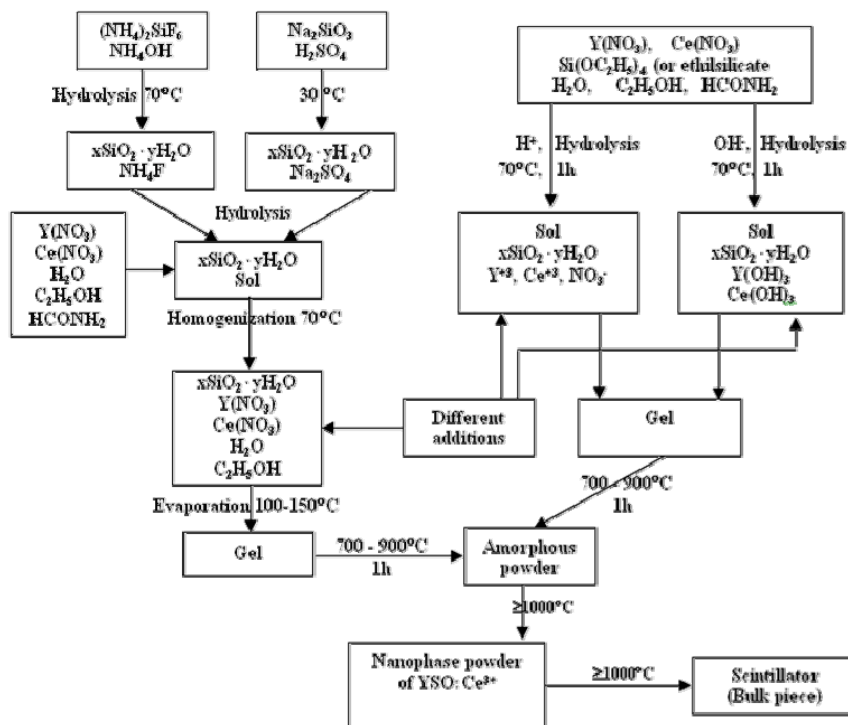 (NH₄)₂SiF₆
NH₄OH
Na₂SiO₃
H₂SO₄
Y(NO₃), Ce(NO₃)
Si(OC₂H₅)₄ (or ethilsilicate
H₂O, C₂H₅OH, HCONH₂
Hydrolysis 70°C
30 °C
H⁺, Hydrolysis
70°C, 1h
OH⁻, Hydrolysis
70°C, 1h
xSiO₂ · yH₂O
NH₄F
xSiO₂ · yH₂O
Na₂SO₄
Hydrolysis
Y(NO₃)
Ce(NO₃)
H₂O
C₂H₅OH
HCONH₂
xSiO₂ · yH₂O
Sol
Sol
xSiO₂ · yH₂O
Y⁺³, Ce⁺³, NO₃⁻
Sol
xSiO₂ · yH₂O
Y(OH)₃
Ce(OH)₃
Homogenization 70°C
xSiO₂ · yH₂O
Y(NO₃)
Ce(NO₃)
H₂O
C₂H₅OH
Different
additions
Gel
Evaporation 100-150°C
700 - 900°C
1h
Gel
700 - 900°C
1h
Amorphous
powder
≥1000°C
Nanophase powder
of YSO: Ce³⁺
≥1000°C
Scintillator
(Bulk piece)